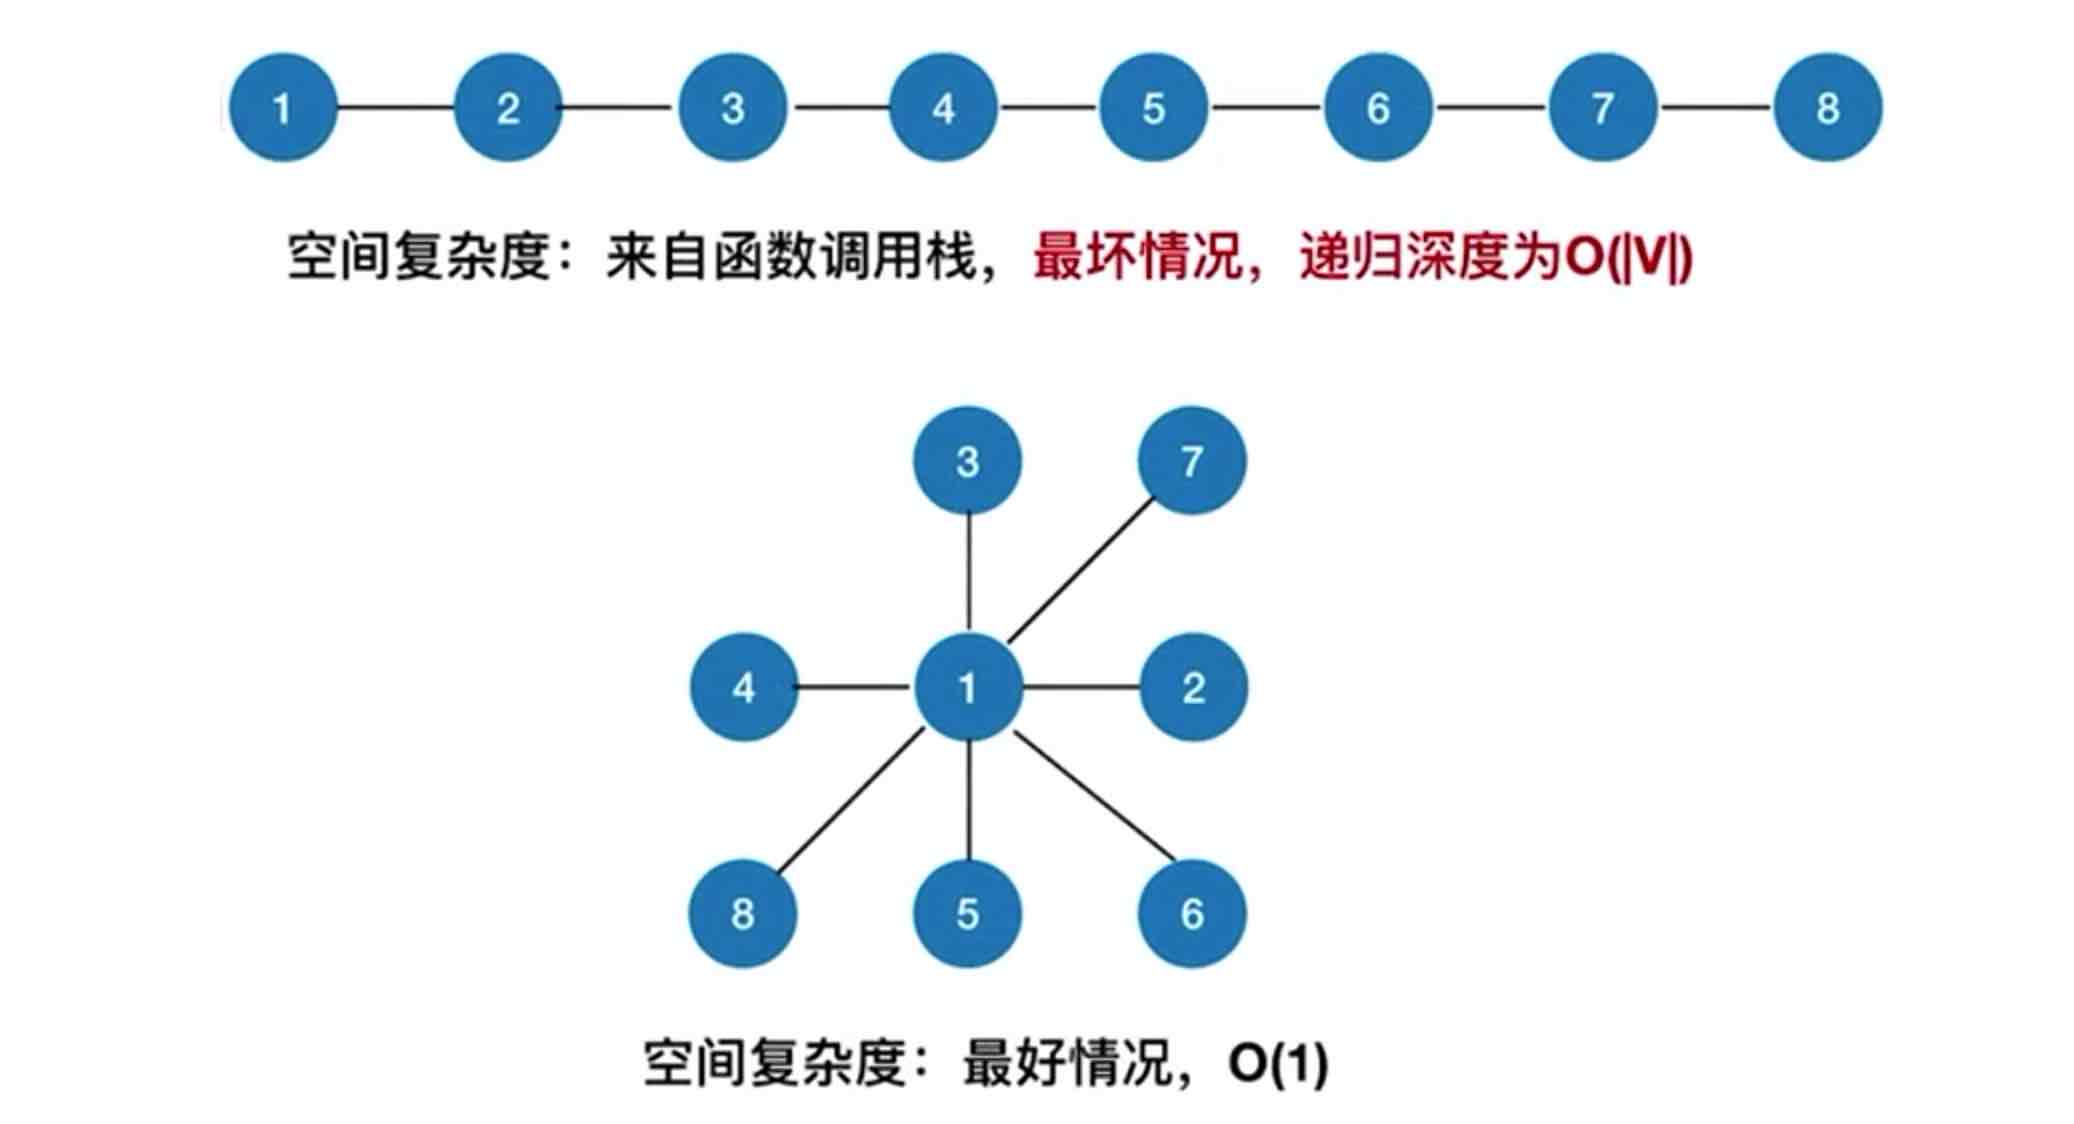 1 2 3 4 5 6 7 8
空间复杂度：来自函数调用栈，最坏情况，递归深度为O(|V|)
3 7
4 1 2
8 5 6
空间复杂度：最好情况，O(1)